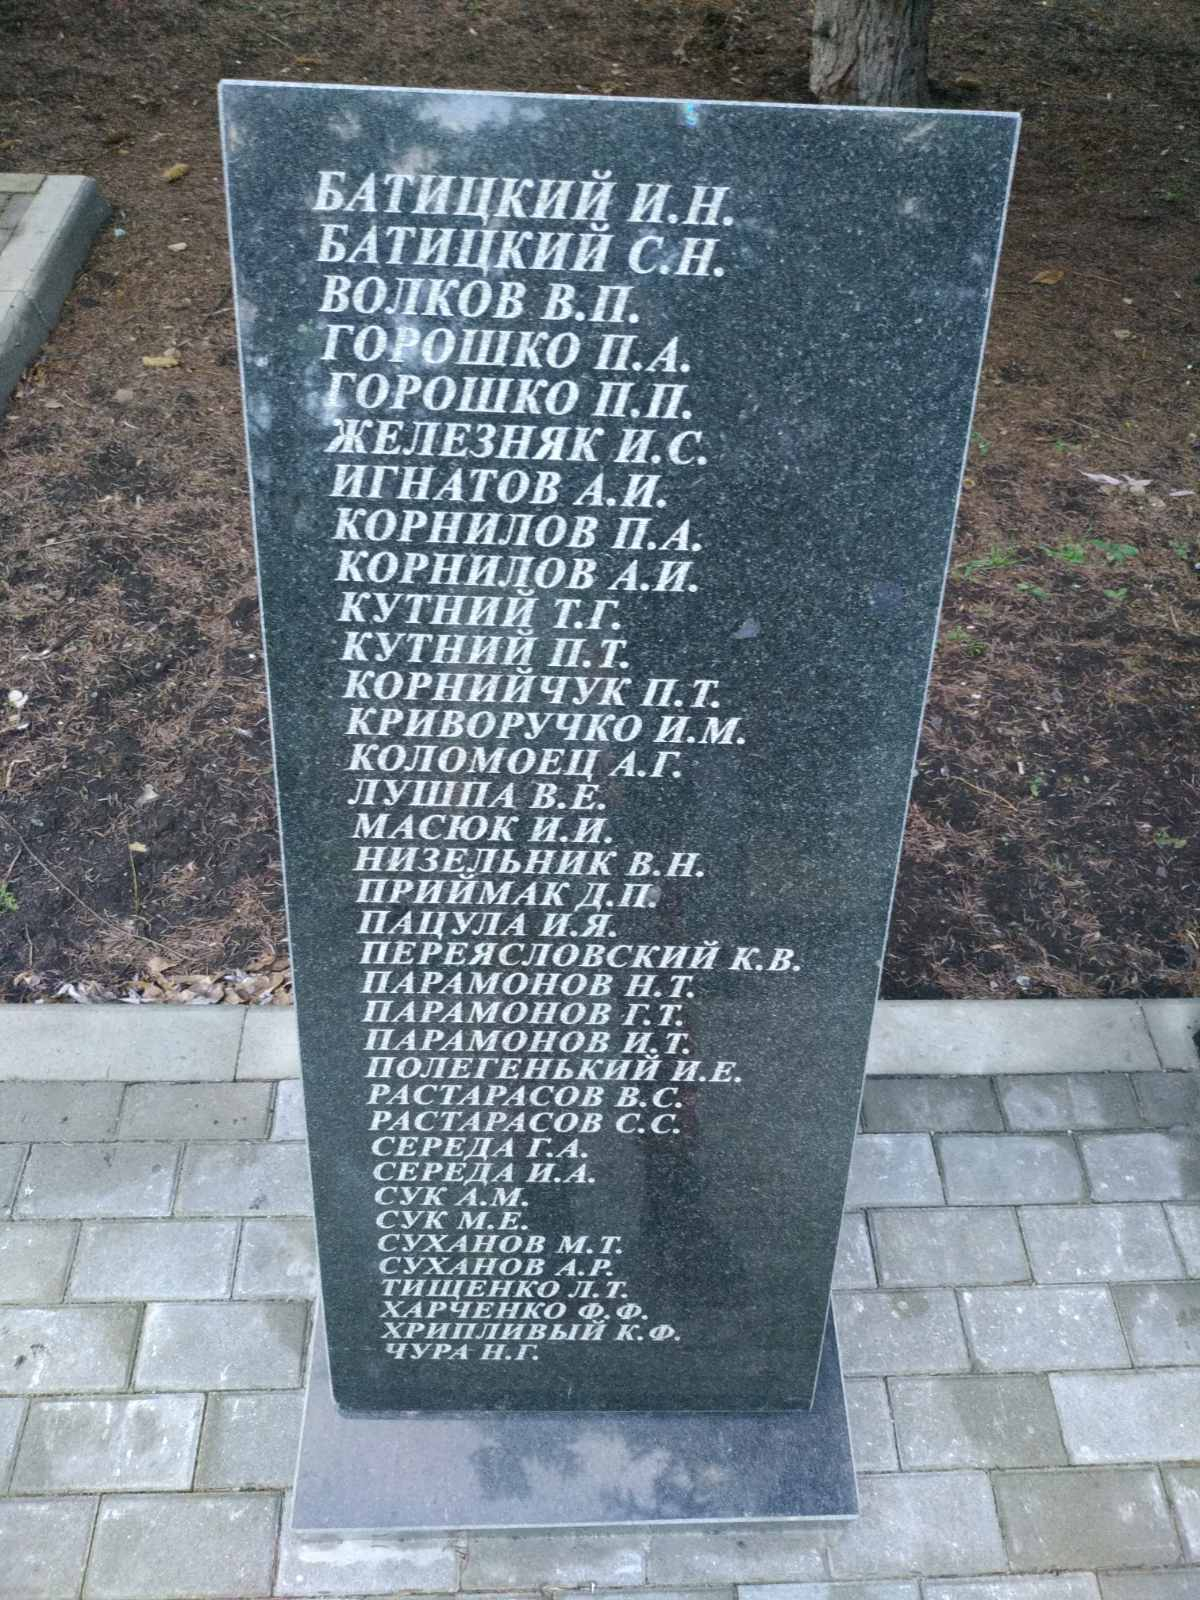 БАТИЦКИЙ И.Н.
БАТИЦКИЙ С.Н.
ВОЛКОВ В.П.
ГОРОШКО П.А.
ГОРОШКО П.П.
ЖЕЛЕЗНЯК И.С.
ИГНАТОВ А.И.
КОРНИЛОВ П.А.
КОРНИЛОВ А.И.
КУТНИЙ Т.Г.
КУТНИЙ П.Т.
КОРНИЙЧУК П.Т.
КРИВОРУЧКО И.М.
КОЛОМОЕЦ А.Г.
ЛУШПА В.Е.
МАСЮК И.И.
НИЗЕЛЬНИК В.Н.
ПРИЙМАК Д.П.
ПАЦУЛА И.Я.
ПЕРЕЯСЛОВСКИЙ К.В.
ПАРАМОНОВ Н.Т.
ПАРАМОНОВ Г.Т.
ПАРАМОНОВ И.Т.
ПОЛЕГЕНЬКИЙ И.Е.
РАСТАРАСОВ В.С.
РАСТАРАСОВ С.С.
СЕРЕДА Г.А.
СЕРЕДА И.А.
СУК А.М.
СУК М.Е.
СУХАНОВ М.Т.
СУХАНОВ А.Р.
ТИЩЕНКО Л.Т.
ХАРЧЕНКО Ф.Ф.
ХРИПЛИВЫЙ К.Ф.
ЧУРА Н.Г.